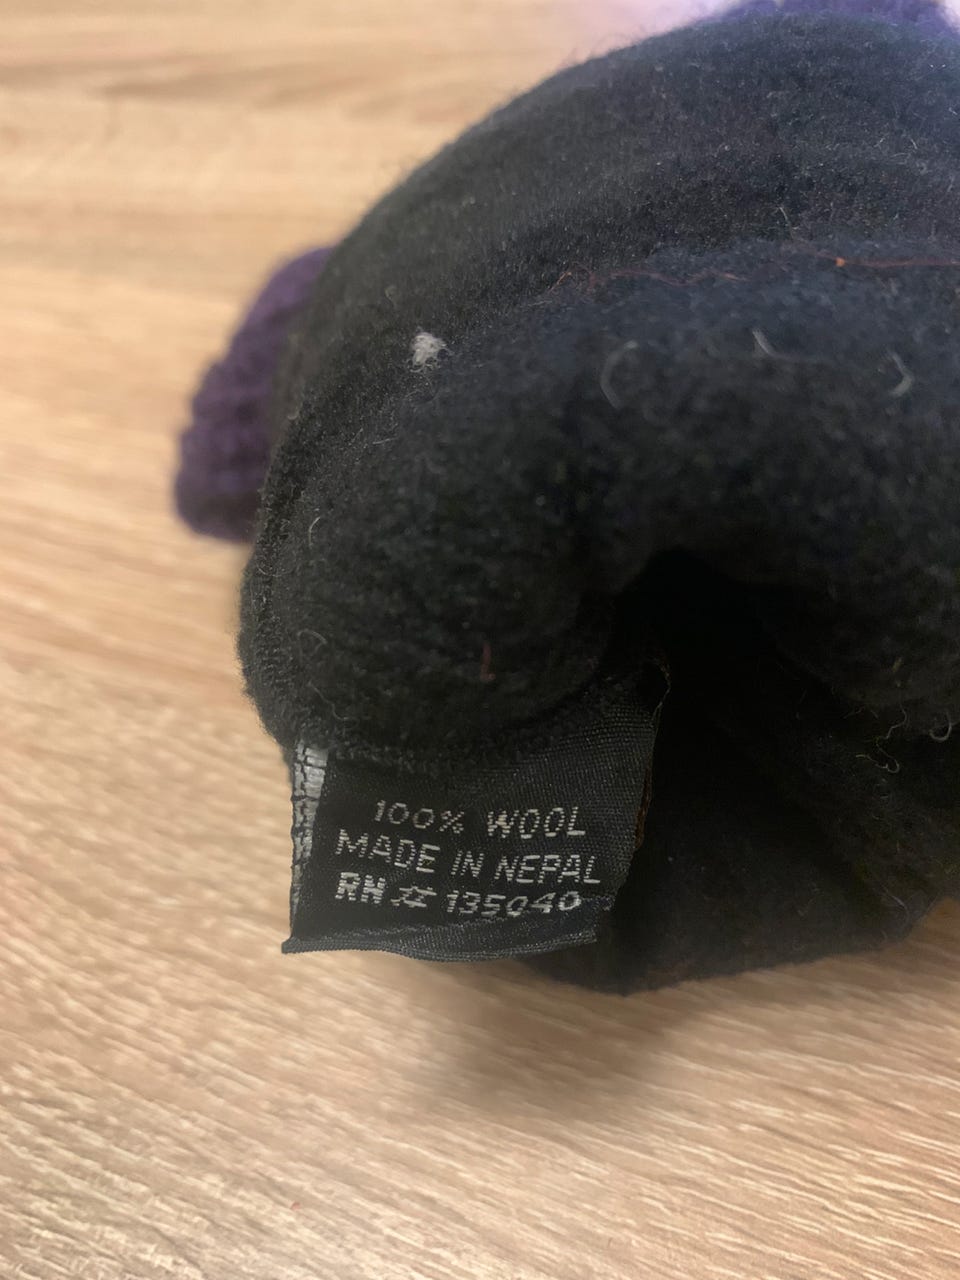 100% WOOL
MADE IN NEPAL
RN # 135040